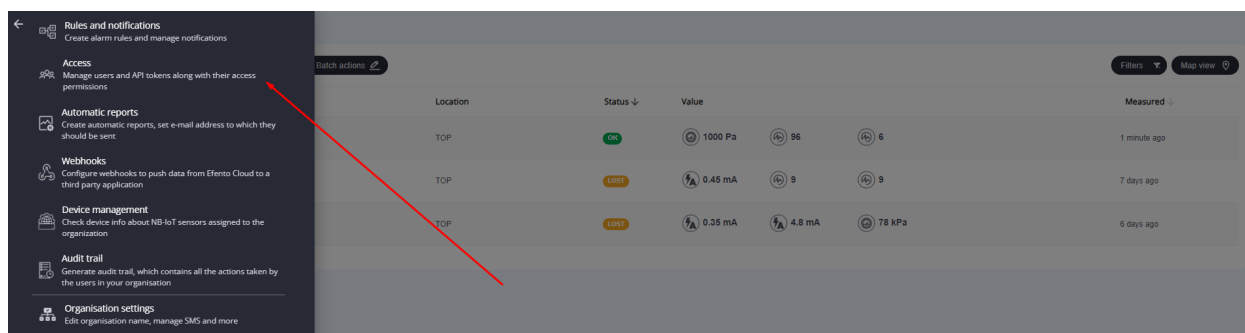 Rules and notifications
Create alarm rules and manage notifications
Access
Manage users and API tokens along with their access
permissions
Automatic reports
Create automatic reports, set e-mail address to which they
should be sent
Webhooks
Configure webhooks to push data from Efento Cloud to a
third party application
Device management
Check device info about NB-IoT sensors assigned to the
organization
Audit trail
Generate audit trail, which contains all the actions taken by
the users in your organisation
Organisation settings
Edit organisation name, manage SMS and more
Batch actions
Filters
Map view
Location Status Value Measured
TOP OK 1000 Pa 96 6 1 minute ago
TOP LOST 0.45 mA 9 9 7 days ago
TOP LOST 0.35 mA 4.8 mA 78 kPa 6 days ago